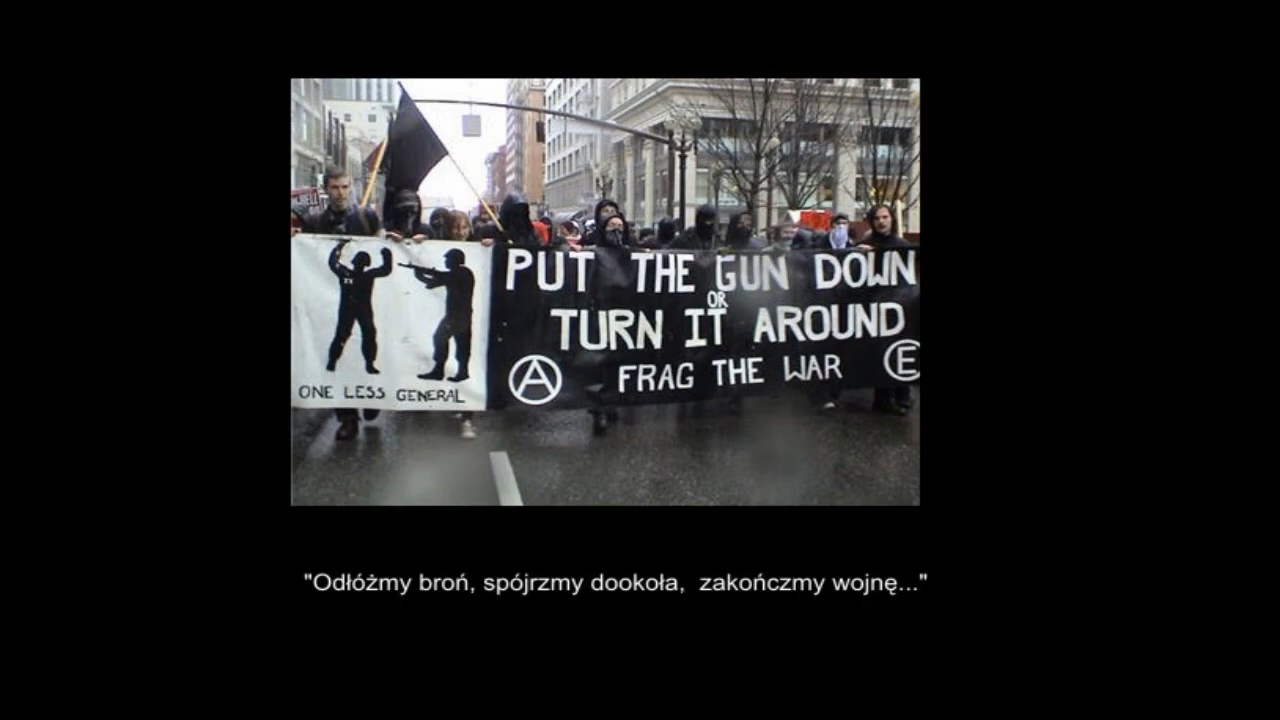 PUT THE GUN DOWN
OR
TURN IT AROUND
FRAG THE WAR
A
E
ONE LESS GENERAL
"Odłóżmy broń, spójrzmy dookoła, zakończmy wojnę..."